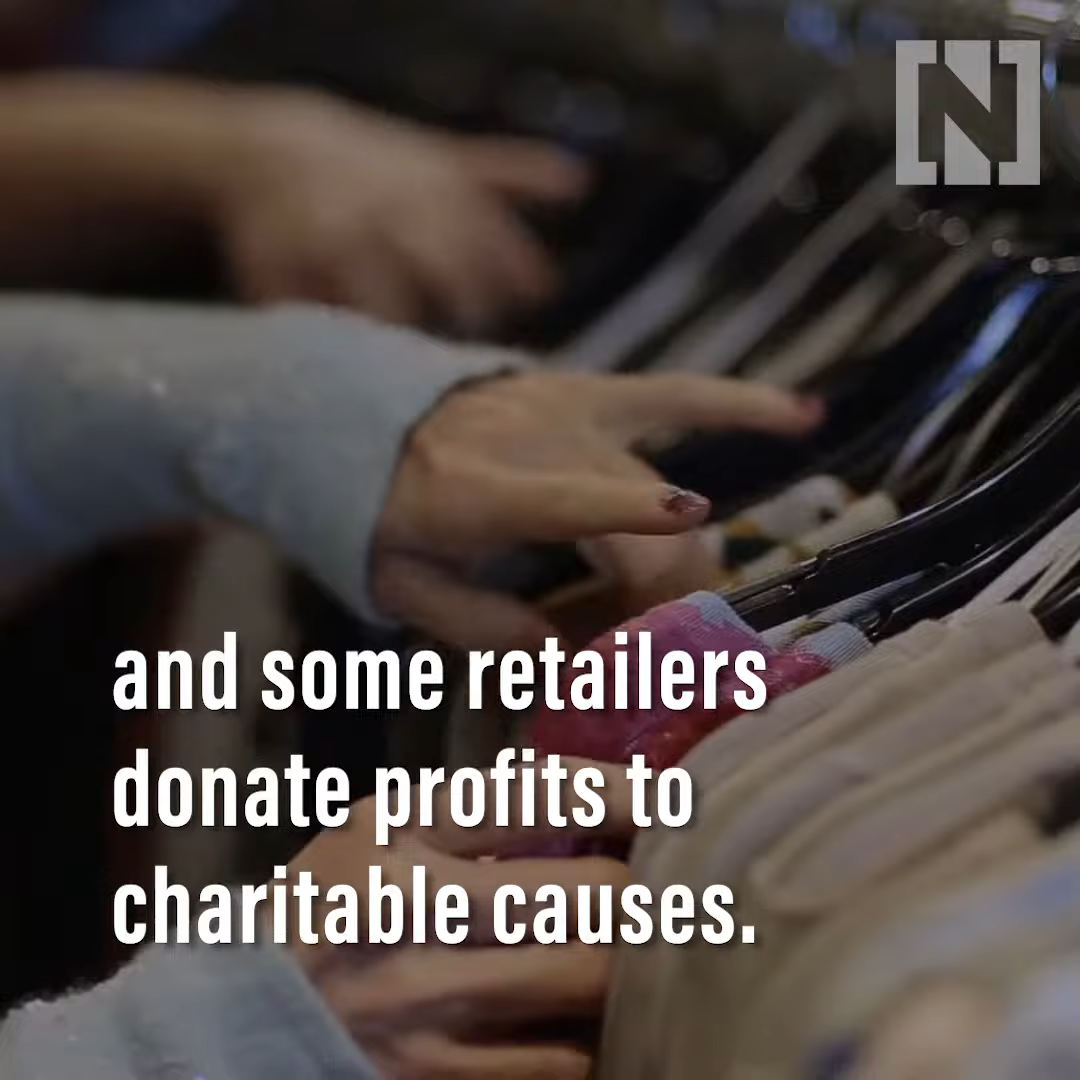 [N]
and some retailers
donate profits to
charitable causes.